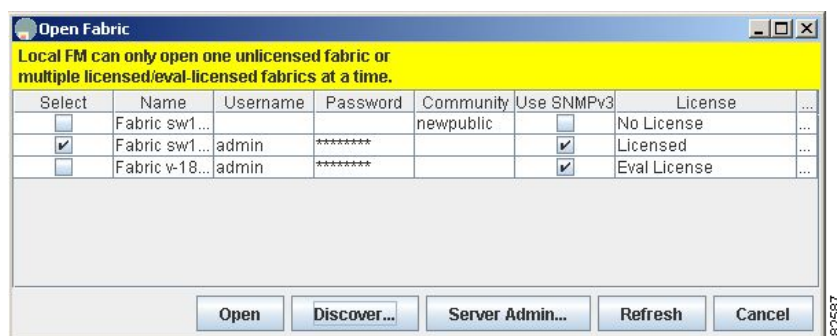 Open Fabric
Local FM can only open one unlicensed fabric or
multiple licensed/eval-licensed fabrics at a time.
Select Name Username Password Community Use SNMPv3 License ...
Fabric sw1... newpublic No License ...
Fabric sw1... admin ******** Licensed ...
Fabric v-18... admin ******** Eval License ...
Open Discover... Server Admin... Refresh Cancel